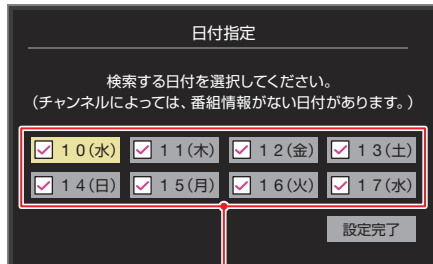 日付指定
検索する日付を選択してください。
(チャンネルによっては、番組情報がない日付があります。)
10(水) 11(木) 12(金) 13(土)
14(日) 15(月) 16(火) 17(水)
設定完了